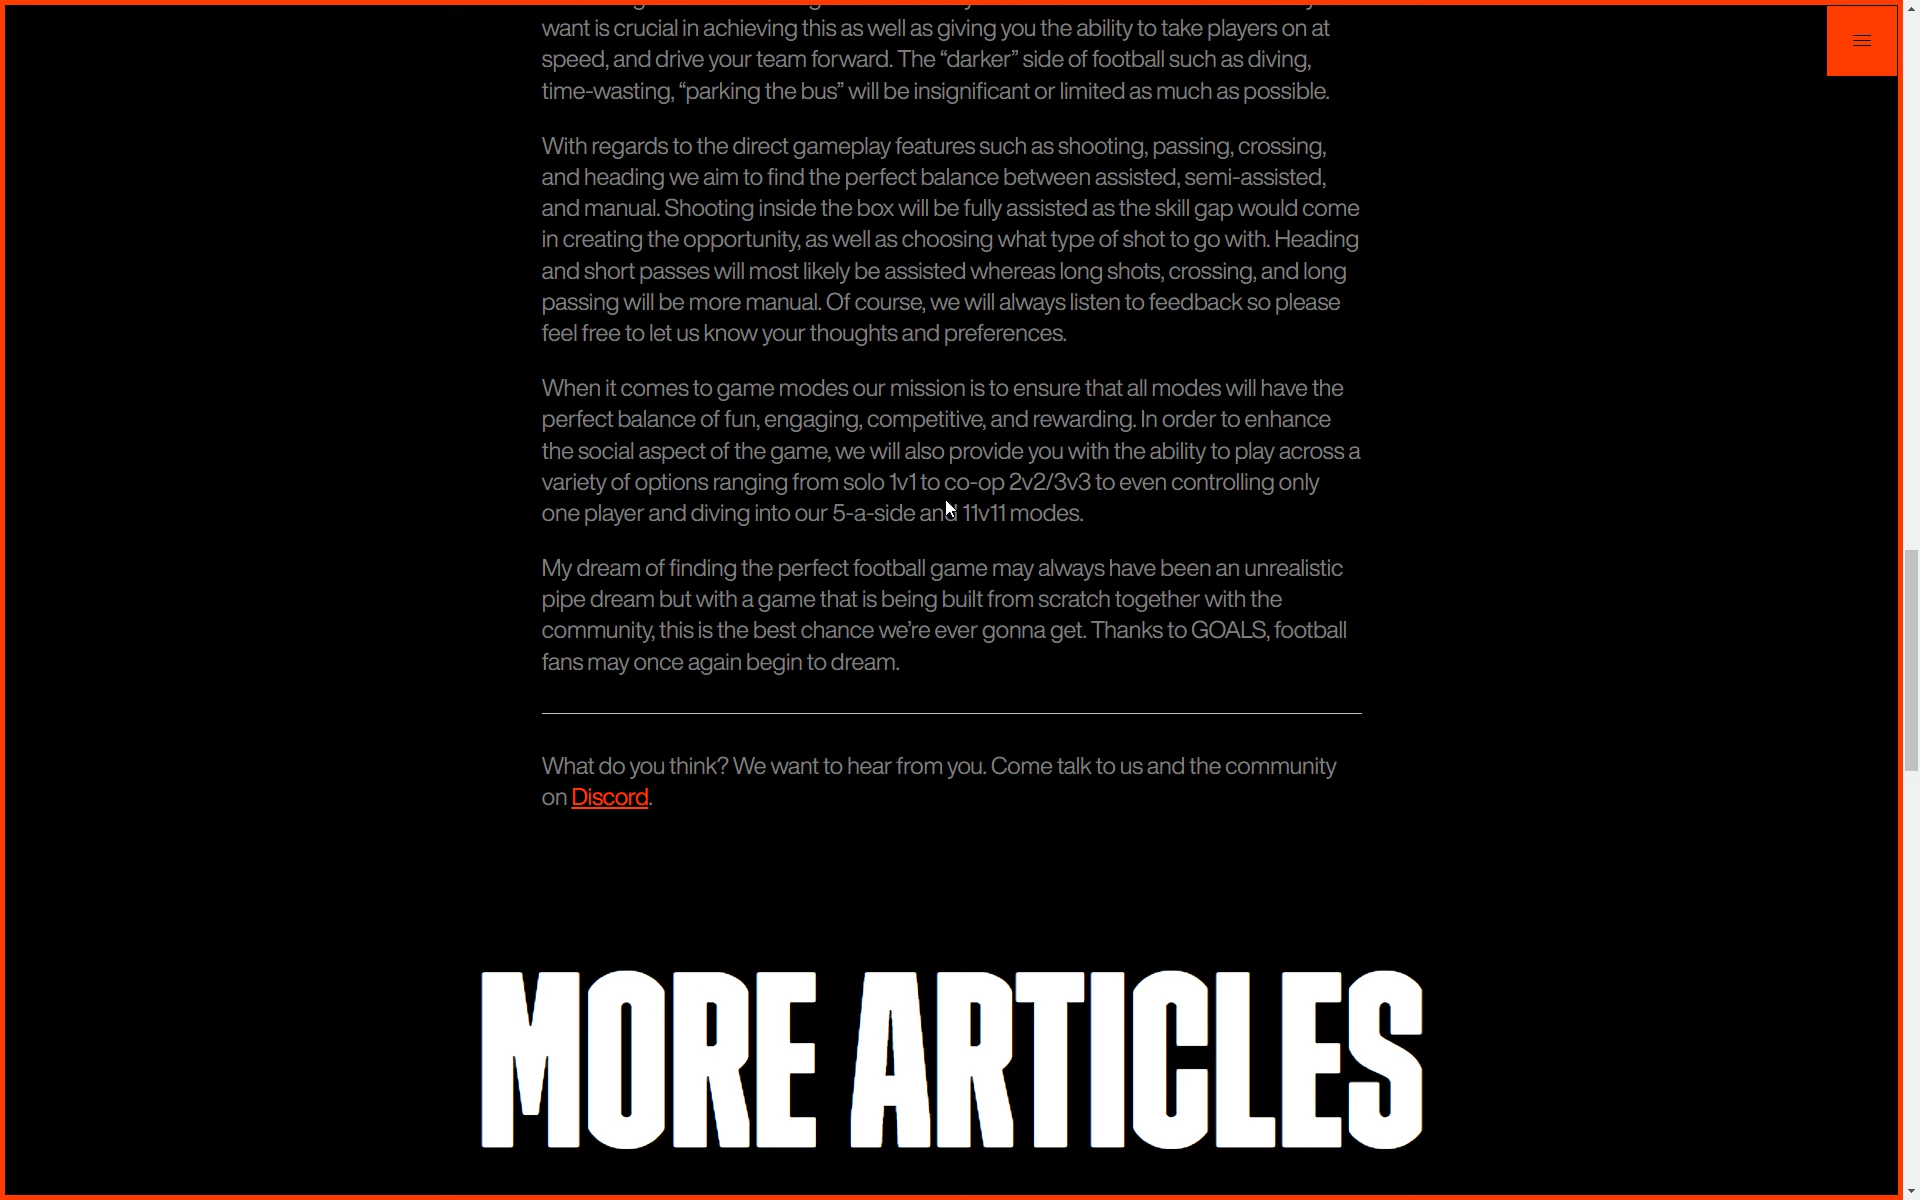 want is crucial in achieving this as well as giving you the ability to take players on at
speed, and drive your team forward. The “darker” side of football such as diving,
time-wasting, “parking the bus” will be insignificant or limited as much as possible.
With regards to the direct gameplay features such as shooting, passing, crossing,
and heading we aim to find the perfect balance between assisted, semi-assisted,
and manual. Shooting inside the box will be fully assisted as the skill gap would come
in creating the opportunity, as well as choosing what type of shot to go with. Heading
and short passes will most likely be assisted whereas long shots, crossing, and long
passing will be more manual. Of course, we will always listen to feedback so please
feel free to let us know your thoughts and preferences.
When it comes to game modes our mission is to ensure that all modes will have the
perfect balance of fun, engaging, competitive, and rewarding. In order to enhance
the social aspect of the game, we will also provide you with the ability to play across a
variety of options ranging from solo 1v1 to co-op 2v2/3v3 to even controlling only
one player and diving into our 5-a-side and 11v11 modes.
My dream of finding the perfect football game may always have been an unrealistic
pipe dream but with a game that is being built from scratch together with the
community, this is the best chance we’re ever gonna get. Thanks to GOALS, football
fans may once again begin to dream.
What do you think? We want to hear from you. Come talk to us and the community
on Discord.
MORE ARTICLES